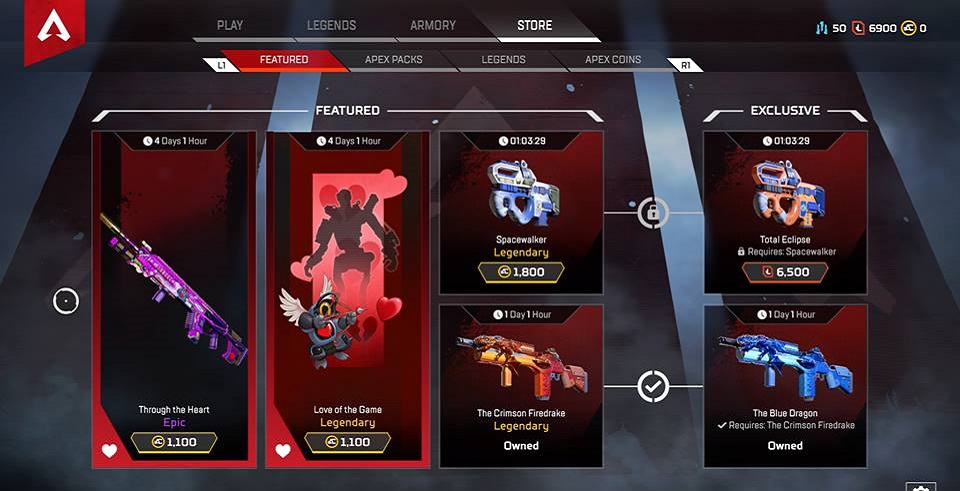 PLAY
LEGENDS
ARMORY
STORE
50
6900
0
L1
FEATURED
APEX PACKS
LEGENDS
APEX COINS
R1
FEATURED
EXCLUSIVE
4 Days 1 Hour
Through the Heart
Epic
1,100
4 Days 1 Hour
Love of the Game
Legendary
1,100
01:03:29
Spacewalker
Legendary
1,800
01:03:29
Total Eclipse
Requires: Spacewalker
6,500
1 Day 1 Hour
The Crimson Firedrake
Legendary
Owned
1 Day 1 Hour
The Blue Dragon
Requires: The Crimson Firedrake
Owned